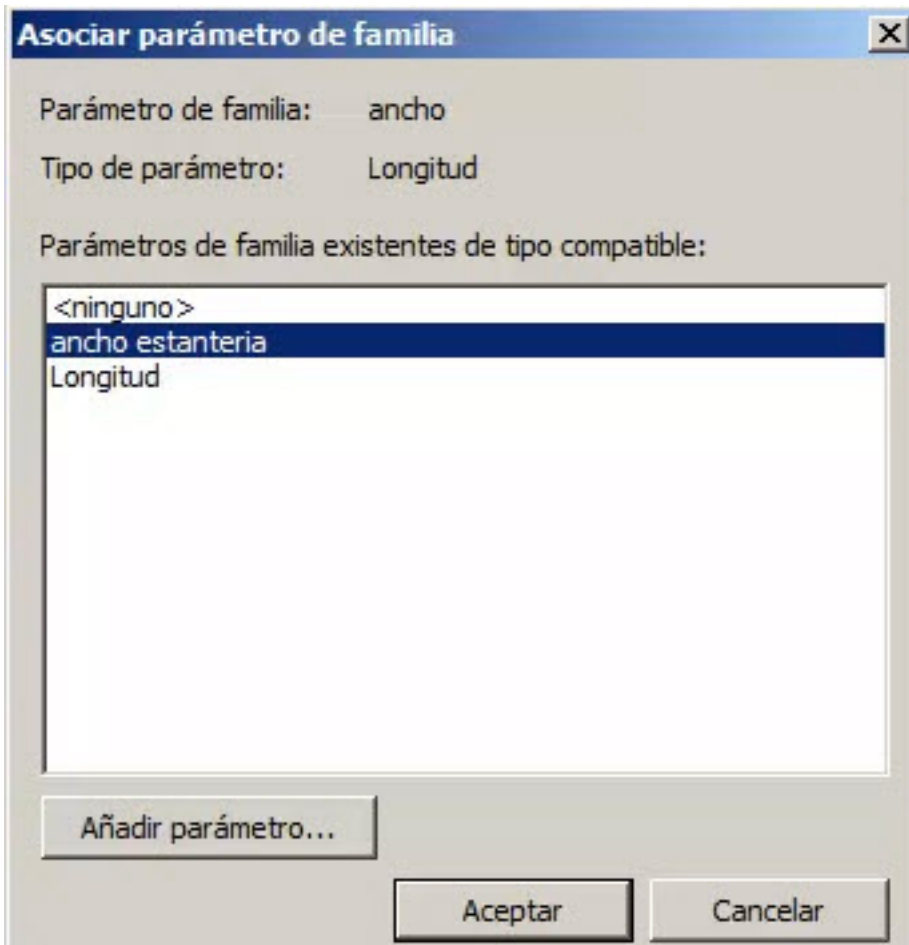 Asociar parámetro de familia
Parámetro de familia: ancho
Tipo de parámetro: Longitud
Parámetros de familia existentes de tipo compatible:
<ninguno>
ancho estanteria
Longitud
Añadir parámetro...
Aceptar Cancelar